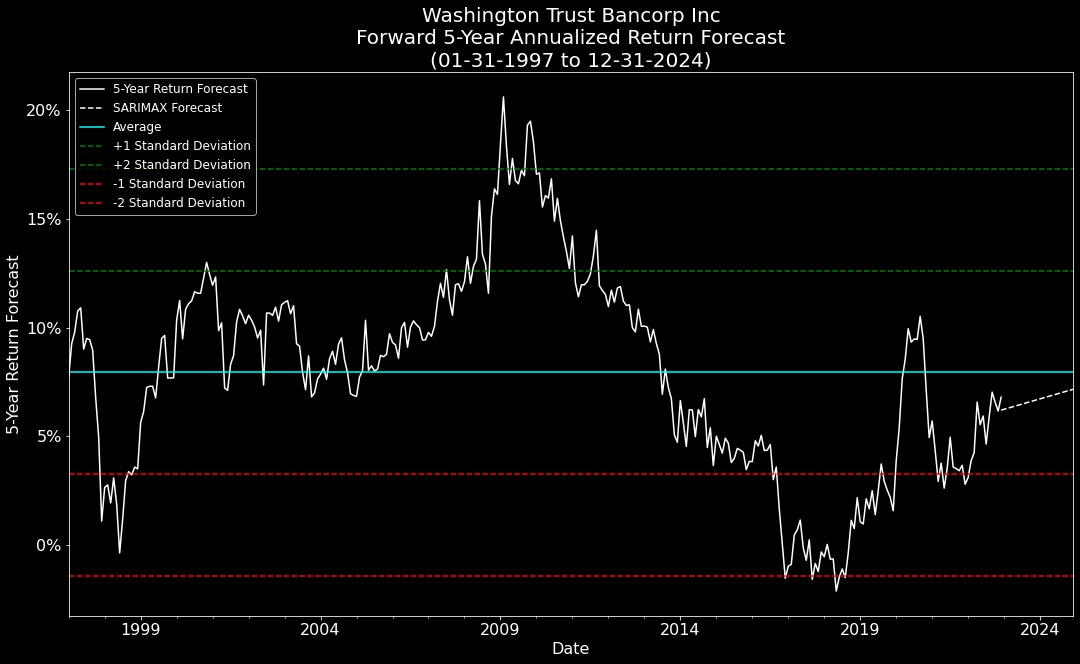 Washington Trust Bancorp Inc
Forward 5-Year Annualized Return Forecast
(01-31-1997 to 12-31-2024)
5-Year Return Forecast
SARIMAX Forecast
Average
+1 Standard Deviation
+2 Standard Deviation
-1 Standard Deviation
-2 Standard Deviation
20%
15%
10%
5%
0%
5-Year Return Forecast
1999
2004
2009
2014
2019
2024
Date